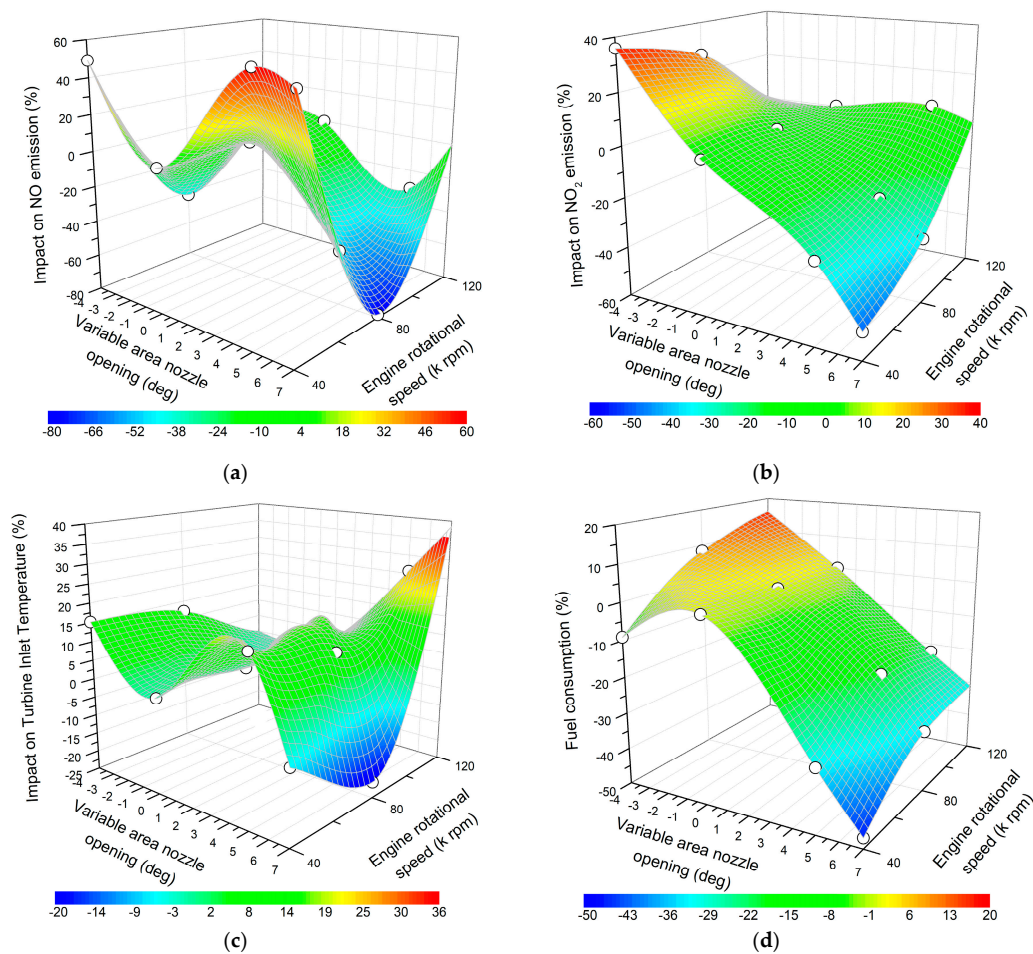 60
40
20
0
-20
-40
-60
-80
Impact on NO emission (%)
-4 -3 -2 -1 0 1 2 3 4 5 6 7
Variable area nozzle
opening (deg)
40 80 120
Engine rotational
speed (k rpm)
-80 -66 -52 -38 -24 -10 4 18 32 46 60
(a)
40
20
0
-20
-40
-60
Impact on NO2 emission (%)
-4 -3 -2 -1 0 1 2 3 4 5 6 7
Variable area nozzle
opening (deg)
40 80 120
Engine rotational
speed (k rpm)
-60 -50 -40 -30 -20 -10 0 10 20 30 40
(b)
40
35
30
25
20
15
10
5
0
-5
-10
-15
-20
-25
Impact on Turbine Inlet Temperature (%)
-4 -3 -2 -1 0 1 2 3 4 5 6 7
Variable area nozzle
opening (deg)
40 80 120
Engine rotational
speed (k rpm)
-20 -14 -9 -3 2 8 14 19 25 30 36
(c)
20
10
0
-10
-20
-30
-40
-50
Fuel consumption (%)
-4 -3 -2 -1 0 1 2 3 4 5 6 7
Variable area nozzle
opening (deg)
40 80 120
Engine rotational
speed (k rpm)
-50 -43 -36 -29 -22 -15 -8 -1 6 13 20
(d)